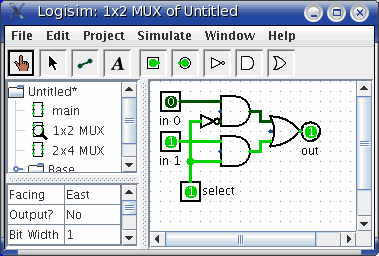 Logisim: 1x2 MUX of Untitled
File Edit Project Simulate Window Help
A
Untitled*
main
1x2 MUX
2x4 MUX
Base
Facing East
Output? No
Bit Width 1
0
in 0
1
in 1
1
select
1
out